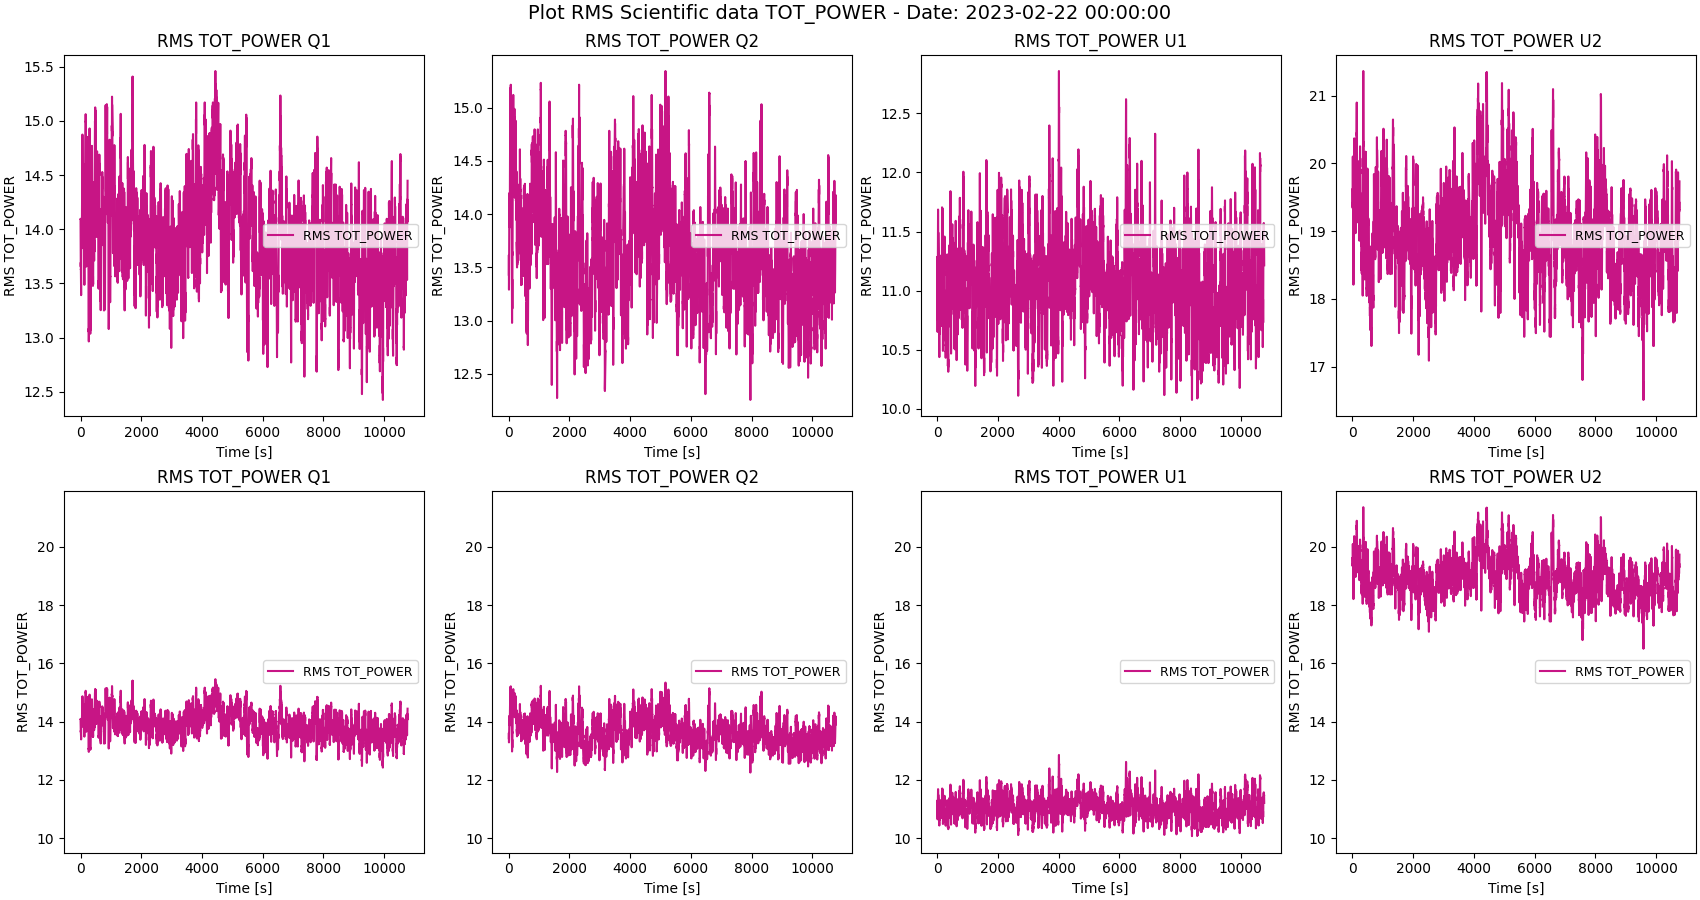 Plot RMS Scientific data TOT_POWER - Date: 2023-02-22 00:00:00
RMS TOT_POWER Q1
RMS TOT_POWER
15.5
15.0
14.5
14.0
13.5
13.0
12.5
RMS TOT_POWER
0 2000 4000 6000 8000 10000
Time [s]
RMS TOT_POWER Q2
RMS TOT_POWER
15.0
14.5
14.0
13.5
13.0
12.5
RMS TOT_POWER
0 2000 4000 6000 8000 10000
Time [s]
RMS TOT_POWER U1
RMS TOT_POWER
12.5
12.0
11.5
11.0
10.5
10.0
RMS TOT_POWER
0 2000 4000 6000 8000 10000
Time [s]
RMS TOT_POWER U2
RMS TOT_POWER
21
20
19
18
17
RMS TOT_POWER
0 2000 4000 6000 8000 10000
Time [s]
RMS TOT_POWER Q1
RMS TOT_POWER
20
18
16
14
12
10
RMS TOT_POWER
0 2000 4000 6000 8000 10000
Time [s]
RMS TOT_POWER Q2
RMS TOT_POWER
20
18
16
14
12
10
RMS TOT_POWER
0 2000 4000 6000 8000 10000
Time [s]
RMS TOT_POWER U1
RMS TOT_POWER
20
18
16
14
12
10
RMS TOT_POWER
0 2000 4000 6000 8000 10000
Time [s]
RMS TOT_POWER U2
RMS TOT_POWER
20
18
16
14
12
10
RMS TOT_POWER
0 2000 4000 6000 8000 10000
Time [s]